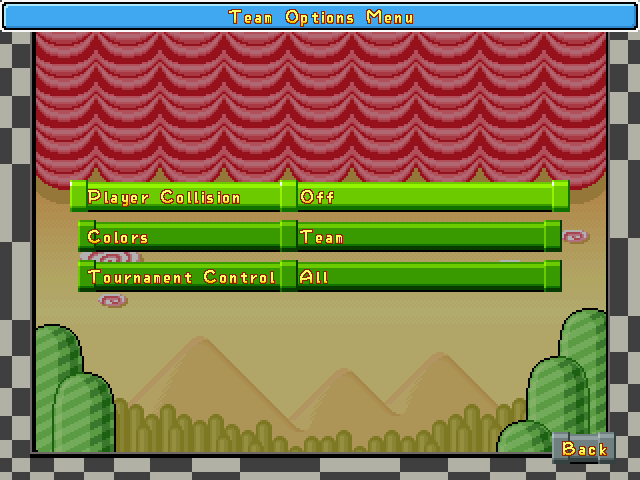 Team Options Menu
Player Collision Off
Colors Team
Tournament Control All
Back